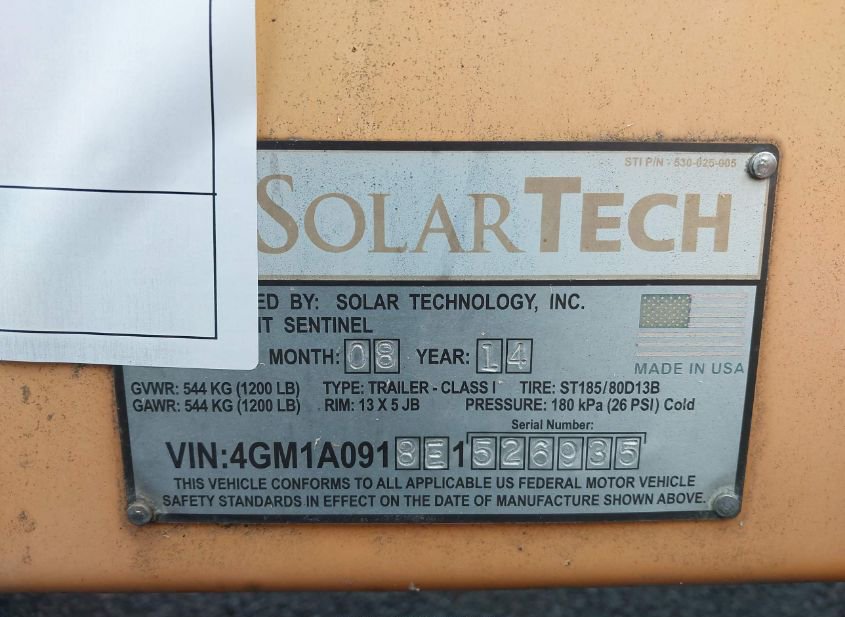 STI P/N : 530-025-005
SOLARTECH
ED BY: SOLAR TECHNOLOGY, INC.
T SENTINEL
MONTH: 08 YEAR: 14
MADE IN USA
GVWR: 544 KG (1200 LB) TYPE: TRAILER - CLASS I TIRE: ST185/80D13B
GAWR: 544 KG (1200 LB) RIM: 13 X 5 JB PRESSURE: 180 kPa (26 PSI) Cold
Serial Number:
VIN:4GM1A0918E1526935
THIS VEHICLE CONFORMS TO ALL APPLICABLE US FEDERAL MOTOR VEHICLE
SAFETY STANDARDS IN EFFECT ON THE DATE OF MANUFACTURE SHOWN ABOVE.